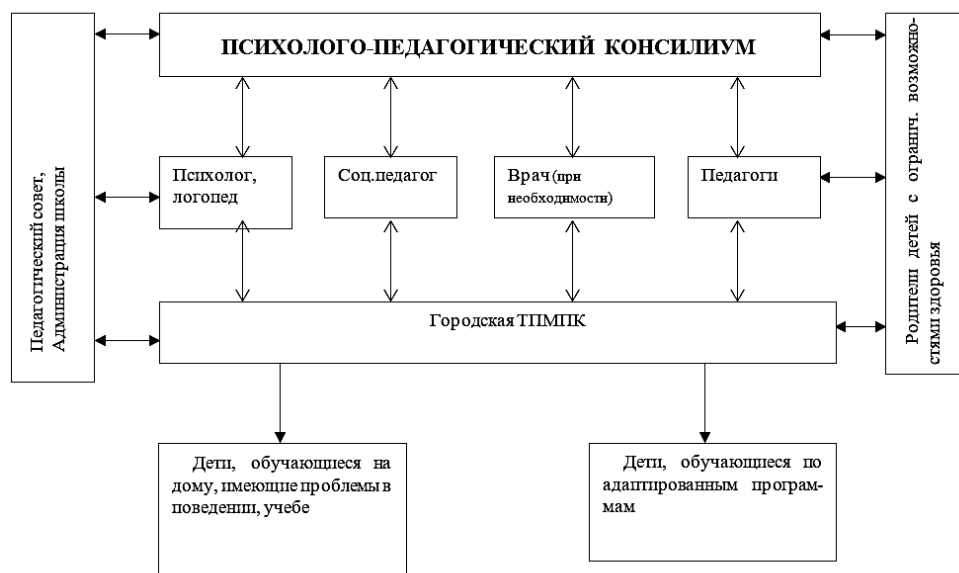 ПСИХОЛОГО-ПЕДАГОГИЧЕСКИЙ КОНСИЛИУМ
Педагогический совет,
Администрация школы
Психолог,
логопед
Соц.педагог
Врач (при
необходимости)
Педагоги
Родители детей с огранич. возможно-
стями здоровья
Городская ТПМПК
Дети, обучающиеся на
дому, имеющие проблемы в
поведении, учебе
Дети, обучающиеся по
адаптированным програм-
мам